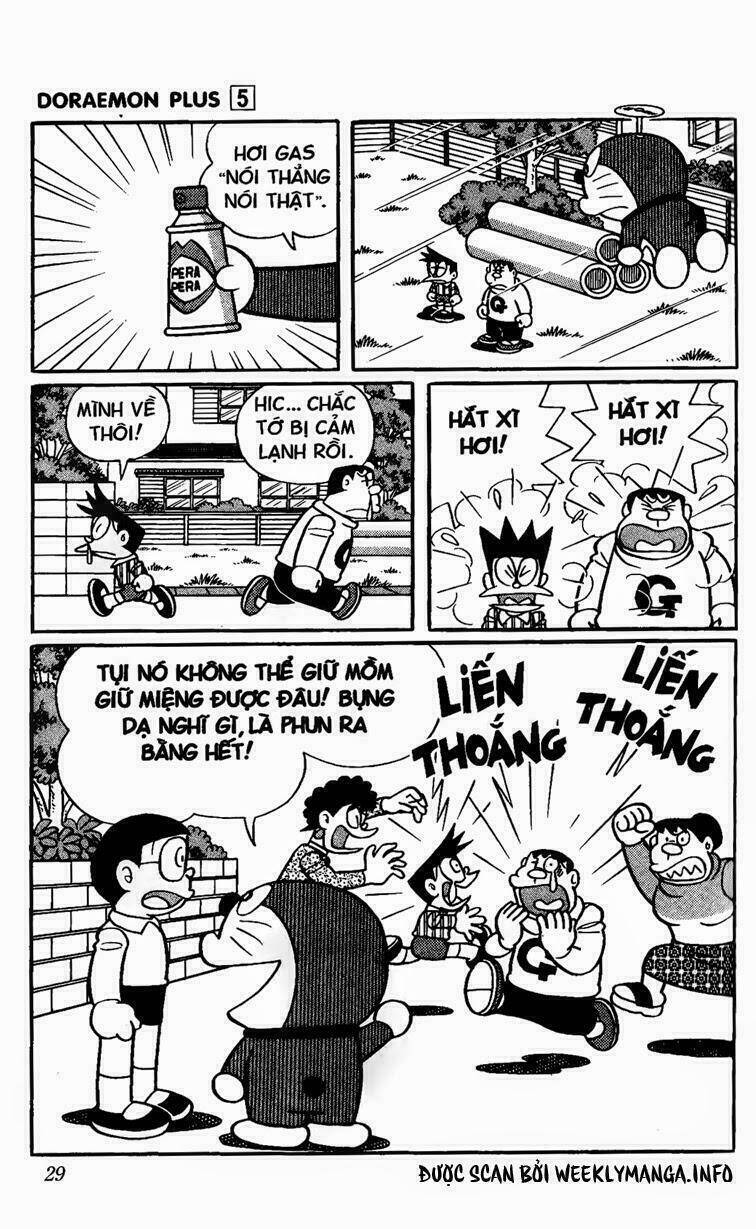 DORAEMON PLUS 5
HƠI GAS
"NÓI THẲNG
NÓI THẬT".
PERA
PERA
G
MÌNH VỀ
THÔI!
HIC... CHẮC
TỚ BỊ CẢM
LẠNH RỒI.
G
HẮT XÌ
HƠI!
HẮT XÌ
HƠI!
G
TỤI NÓ KHÔNG THỂ GIỮ MỒM
GIỮ MIỆNG ĐƯỢC ĐÂU! BỤNG
DẠ NGHĨ GÌ, LÀ PHUN RA
BẰNG HẾT!
LIẾN
THOẮNG
LIẾN
THOẮNG
G
29
ĐƯỢC SCAN BỞI WEEKLYMANGA.INFO